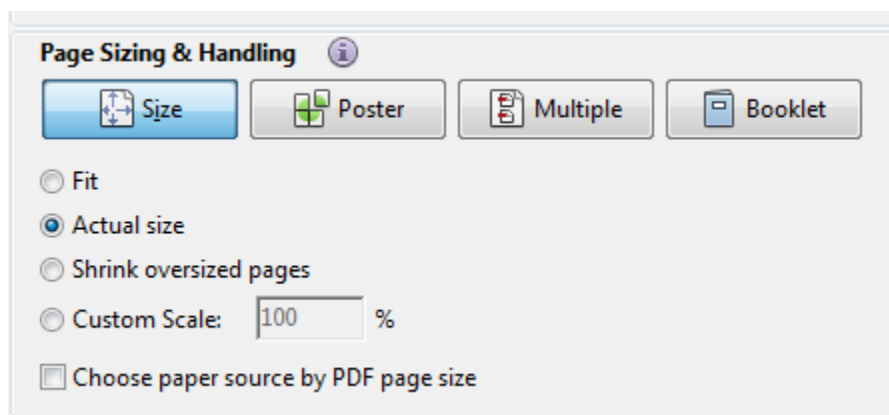 Page Sizing & Handling
Size Poster Multiple Booklet
Fit
Actual size
Shrink oversized pages
Custom Scale: 100 %
Choose paper source by PDF page size